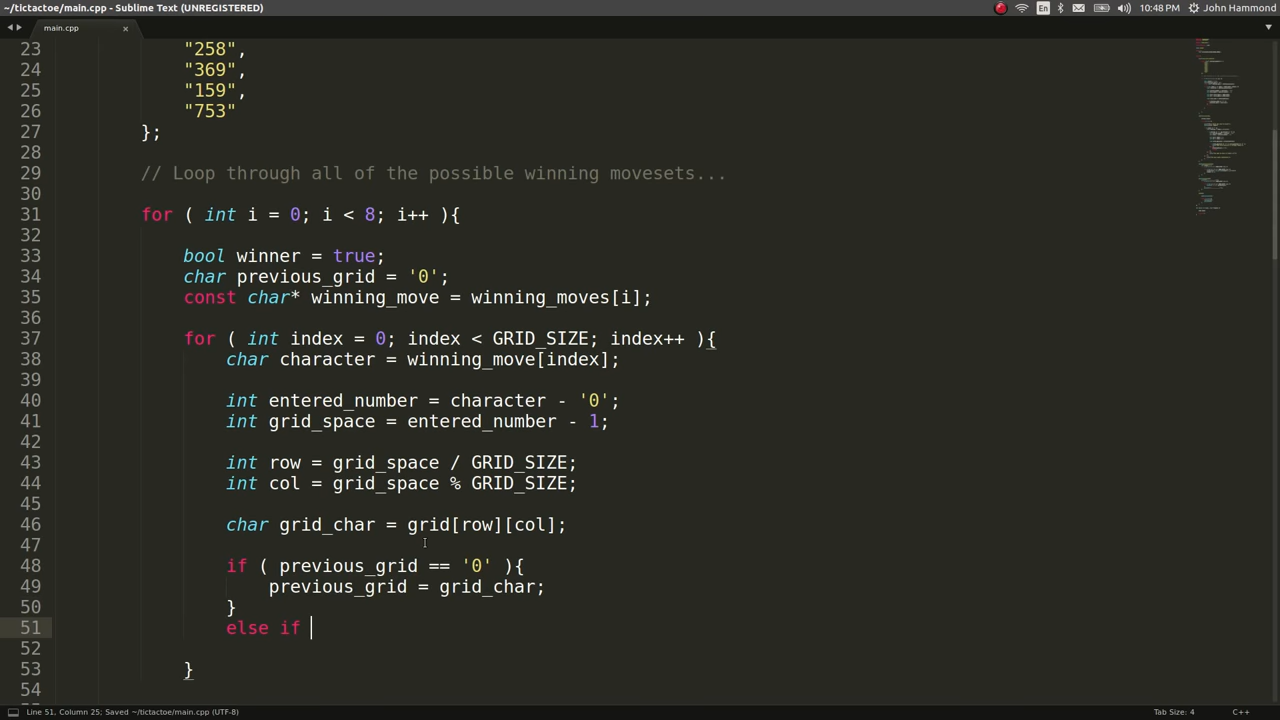 ~/tictactoe/main.cpp - Sublime Text (UNREGISTERED)
En
10:48 PM
John Hammond
main.cpp
23 "258",
24 "369",
25 "159",
26 "753"
27 };
28
29 // Loop through all of the possible winning movesets...
30
31 for ( int i = 0; i < 8; i++ ){
32
33 bool winner = true;
34 char previous_grid = '0';
35 const char* winning_move = winning_moves[i];
36
37 for ( int index = 0; index < GRID_SIZE; index++ ){
38 char character = winning_move[index];
39
40 int entered_number = character - '0';
41 int grid_space = entered_number - 1;
42
43 int row = grid_space / GRID_SIZE;
44 int col = grid_space % GRID_SIZE;
45
46 char grid_char = grid[row][col];
47
48 if ( previous_grid == '0' ){
49 previous_grid = grid_char;
50 }
51 else if
52
53 }
54
Line 51, Column 25; Saved ~/tictactoe/main.cpp (UTF-8)
Tab Size: 4
C++